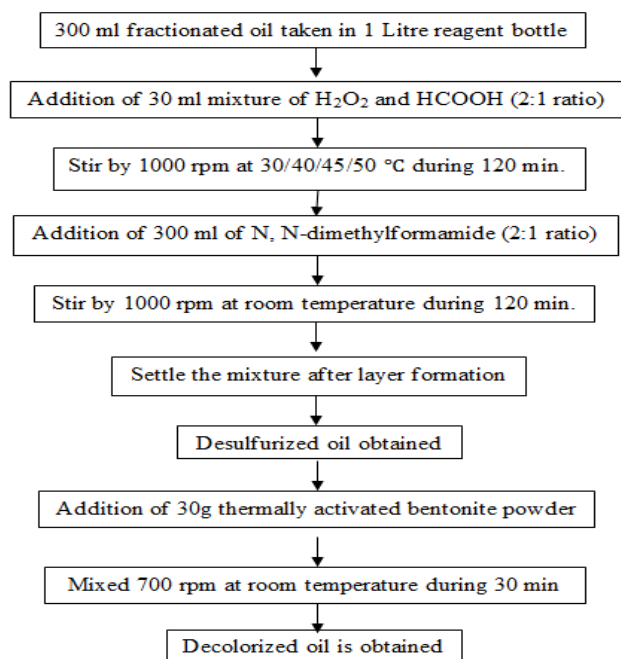 300 ml fractionated oil taken in 1 Litre reagent bottle
Addition of 30 ml mixture of H₂O₂ and HCOOH (2:1 ratio)
Stir by 1000 rpm at 30/40/45/50 °C during 120 min.
Addition of 300 ml of N, N-dimethylformamide (2:1 ratio)
Stir by 1000 rpm at room temperature during 120 min.
Settle the mixture after layer formation
Desulfurized oil obtained
Addition of 30g thermally activated bentonite powder
Mixed 700 rpm at room temperature during 30 min
Decolorized oil is obtained